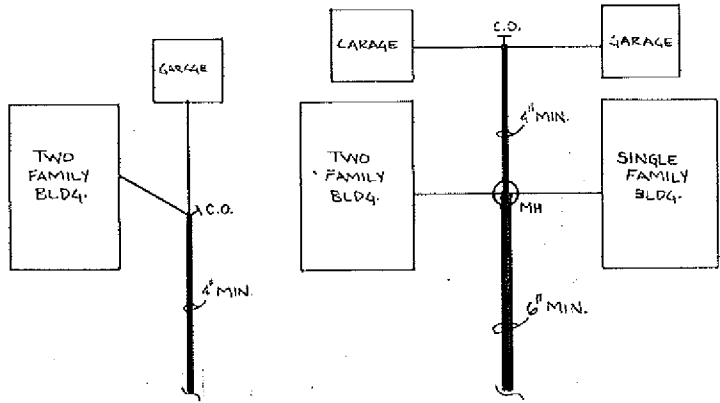 GARAGE
TWO
FAMILY
BLDG.
C.O.
4" MIN.
C.O.
GARAGE
GARAGE
4" MIN.
TWO
FAMILY
BLDG.
SINGLE
FAMILY
BLDG.
MH
6" MIN.